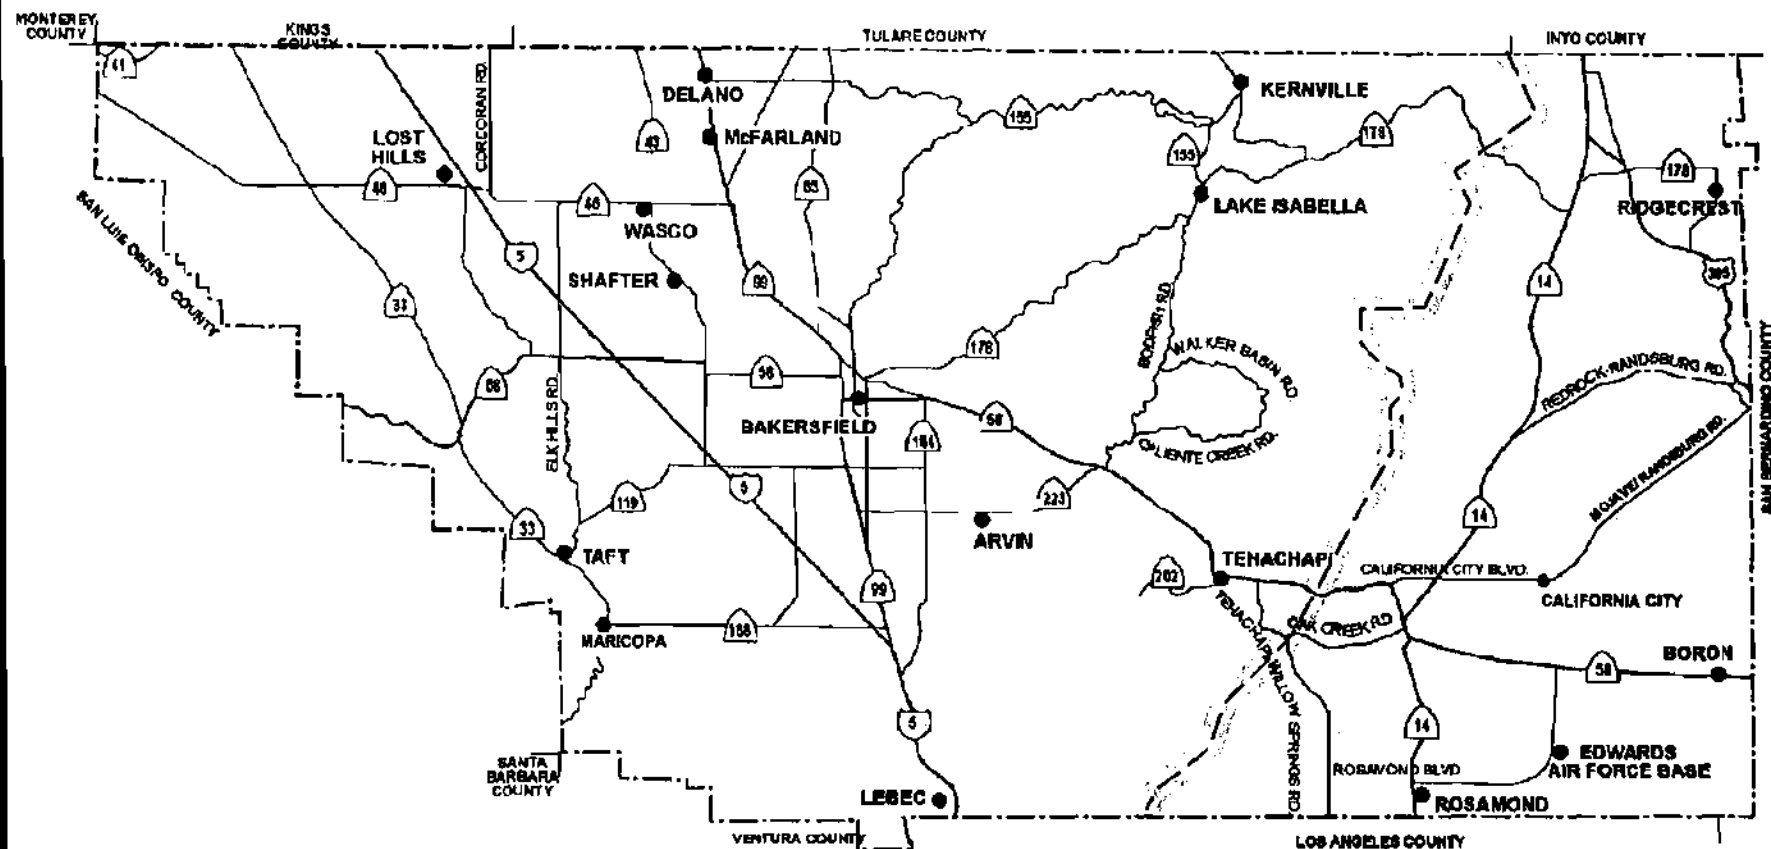 MONTEREY
COUNTY
KINGS
COUNTY
TULARE COUNTY
INYO COUNTY
41
CORCORAN RD.
DELANO
KERNVILLE
McFARLAND
43
155
178
LOST
HILLS
155
178
46
46
65
WASCO
LAKE ISABELLA
RIDGECREST
SAN LUIS OBISPO COUNTY
5
SHAFTER
99
14
395
33
BODFISH RD.
178
WALKER BASIN RD.
REDROCK-RANDSBURG RD.
SAN BERNARDINO COUNTY
58
ELK HILLS RD.
BAKERSFIELD
58
184
CALIENTE CREEK RD.
MOJAVE/RANDSBURG RD.
119
5
223
33
ARVIN
14
TAFT
TEHACHAPI
202
CALIFORNIA CITY BLVD.
CALIFORNIA CITY
99
MARICOPA
166
OAK CREEK RD
TEHACHAPI WILLOW SPRINGS RD.
BORON
58
5
14
SANTA
BARBARA
COUNTY
ROSAMOND BLVD
EDWARDS
AIR FORCE BASE
LEBEC
ROSAMOND
VENTURA COUNTY
LOS ANGELES COUNTY